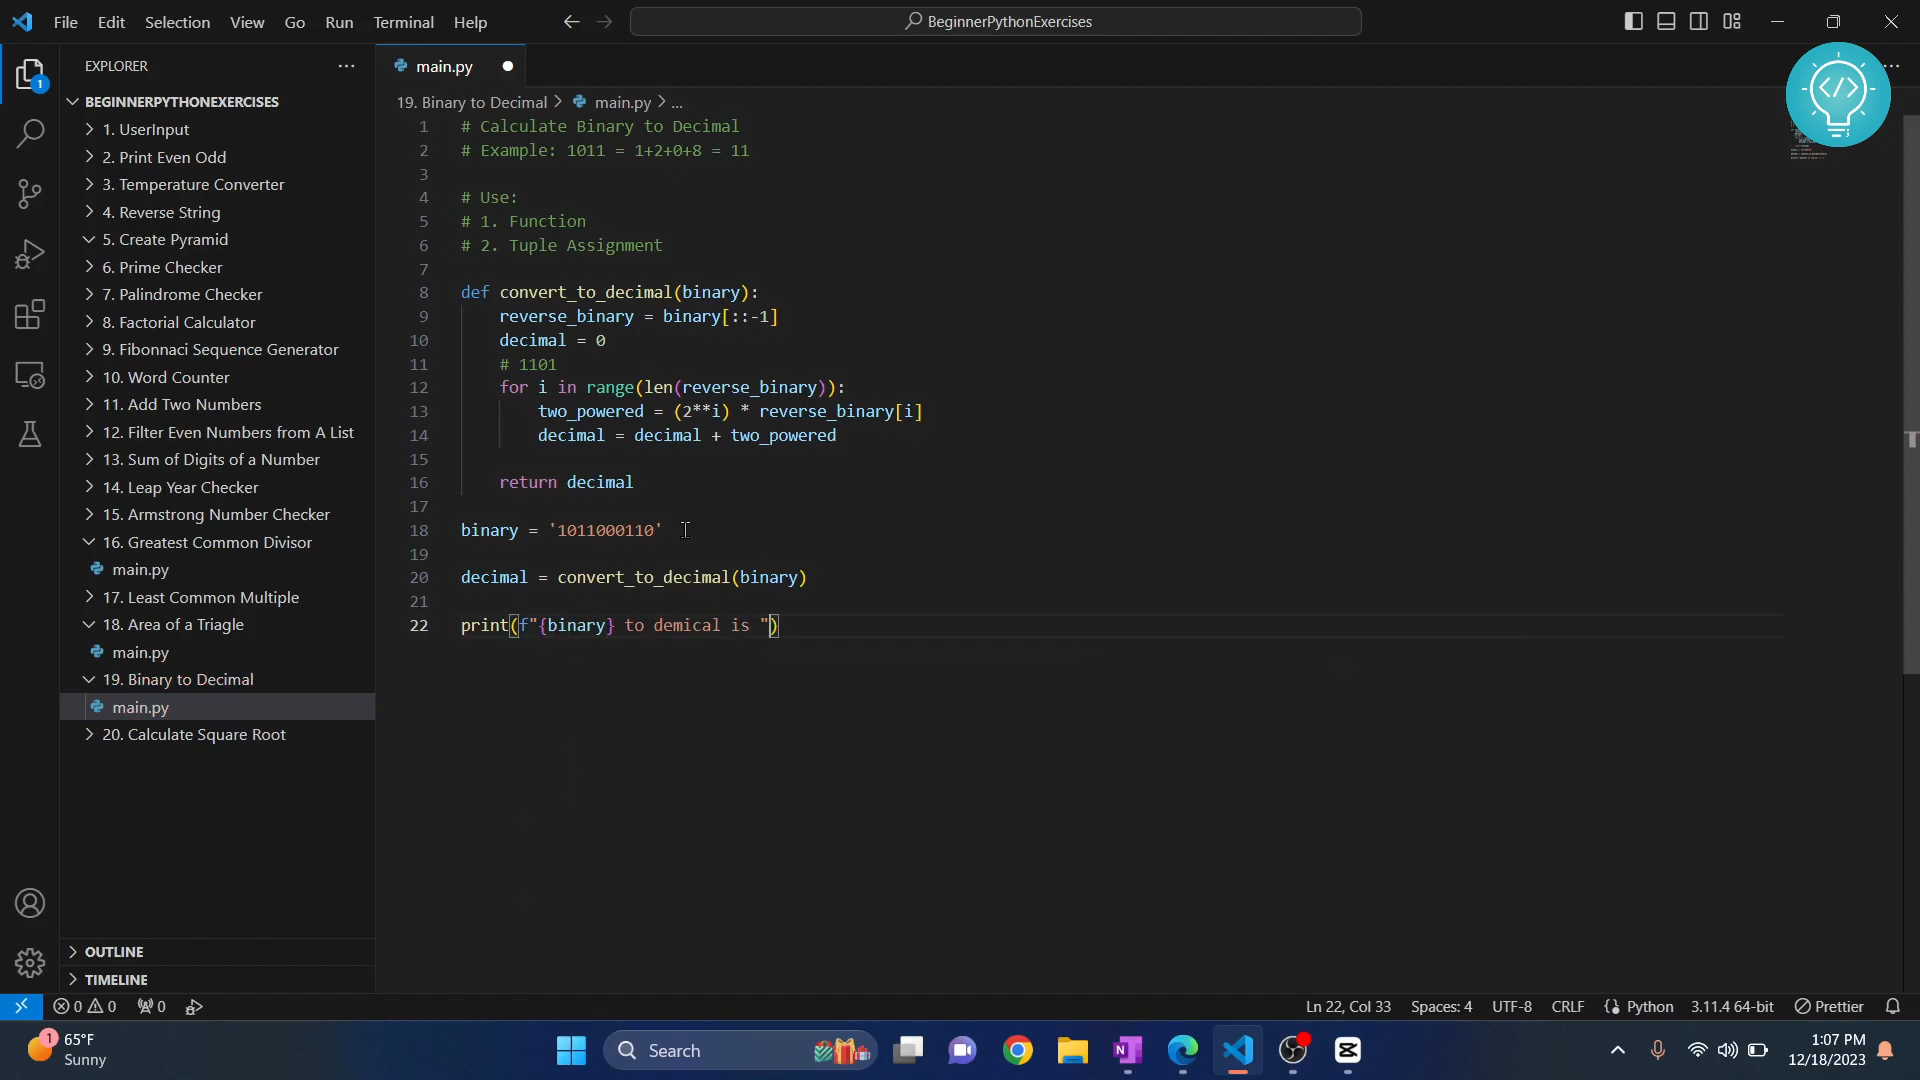 File Edit Selection View Go Run Terminal Help
BeginnerPythonExercises
EXPLORER
1
BEGINNERPYTHONEXERCISES
1. UserInput
2. Print Even Odd
3. Temperature Converter
4. Reverse String
5. Create Pyramid
6. Prime Checker
7. Palindrome Checker
8. Factorial Calculator
9. Fibonnaci Sequence Generator
10. Word Counter
11. Add Two Numbers
12. Filter Even Numbers from A List
13. Sum of Digits of a Number
14. Leap Year Checker
15. Armstrong Number Checker
16. Greatest Common Divisor
main.py
17. Least Common Multiple
18. Area of a Triagle
main.py
19. Binary to Decimal
main.py
20. Calculate Square Root
OUTLINE
TIMELINE
main.py
</>
19. Binary to Decimal > main.py > ...
1 # Calculate Binary to Decimal
2 # Example: 1011 = 1+2+0+8 = 11
3
4 # Use:
5 # 1. Function
6 # 2. Tuple Assignment
7
8 def convert_to_decimal(binary):
9 reverse_binary = binary[::-1]
10 decimal = 0
11 # 1101
12 for i in range(len(reverse_binary)):
13 two_powered = (2**i) * reverse_binary[i]
14 decimal = decimal + two_powered
15
16 return decimal
17
18 binary = '1011000110'
19
20 decimal = convert_to_decimal(binary)
21
22 print(f"{binary} to demical is ")
0 0 0
Ln 22, Col 33 Spaces: 4 UTF-8 CRLF Python 3.11.4 64-bit Prettier
1 65°F
Sunny
Search
1:07 PM
12/18/2023